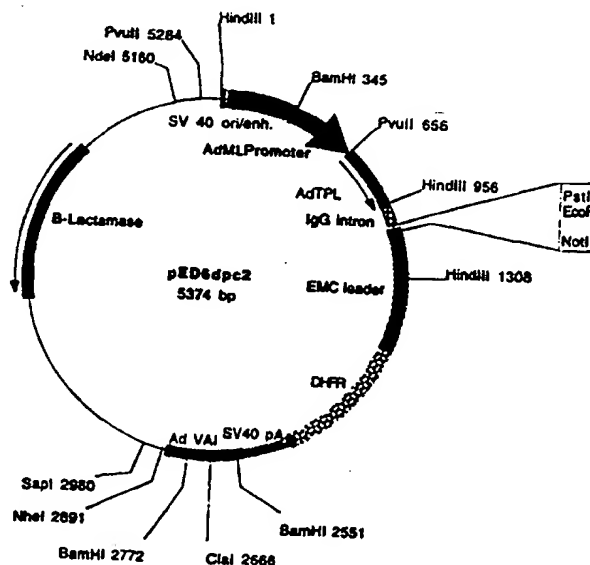 HindIII 1
PvuII 5284
NdeI 5160
BamHI 345
SV 40 ori/enh.
PvuII 656
AdMLPromoter
HindIII 956
AdTPL
IgG intron
PstI
EcoR
NotI
B-Lactamase
pED6dpc2
5374 bp
EMC leader
HindIII 1308
DHFR
Ad VAI
SV40 pA
SapI 2980
NheI 2891
BamHI 2772
ClaI 2666
BamHI 2551